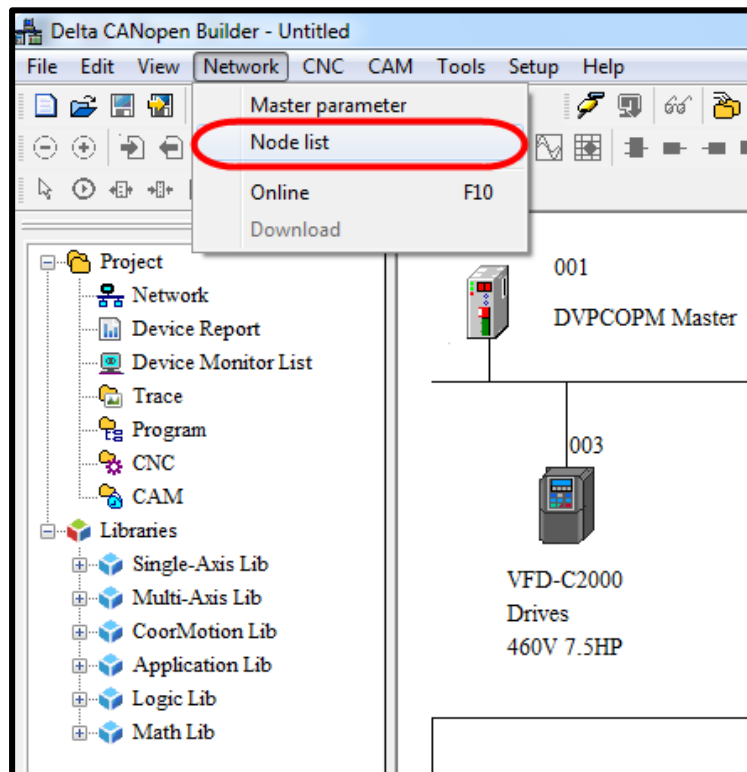 Delta CANopen Builder - Untitled
File Edit View Network CNC CAM Tools Setup Help
Master parameter
Node list
Online F10
Download
Project
Network
Device Report
Device Monitor List
Trace
Program
CNC
CAM
Libraries
Single-Axis Lib
Multi-Axis Lib
CoorMotion Lib
Application Lib
Logic Lib
Math Lib
001
DVPCOPM Master
003
VFD-C2000
Drives
460V 7.5HP